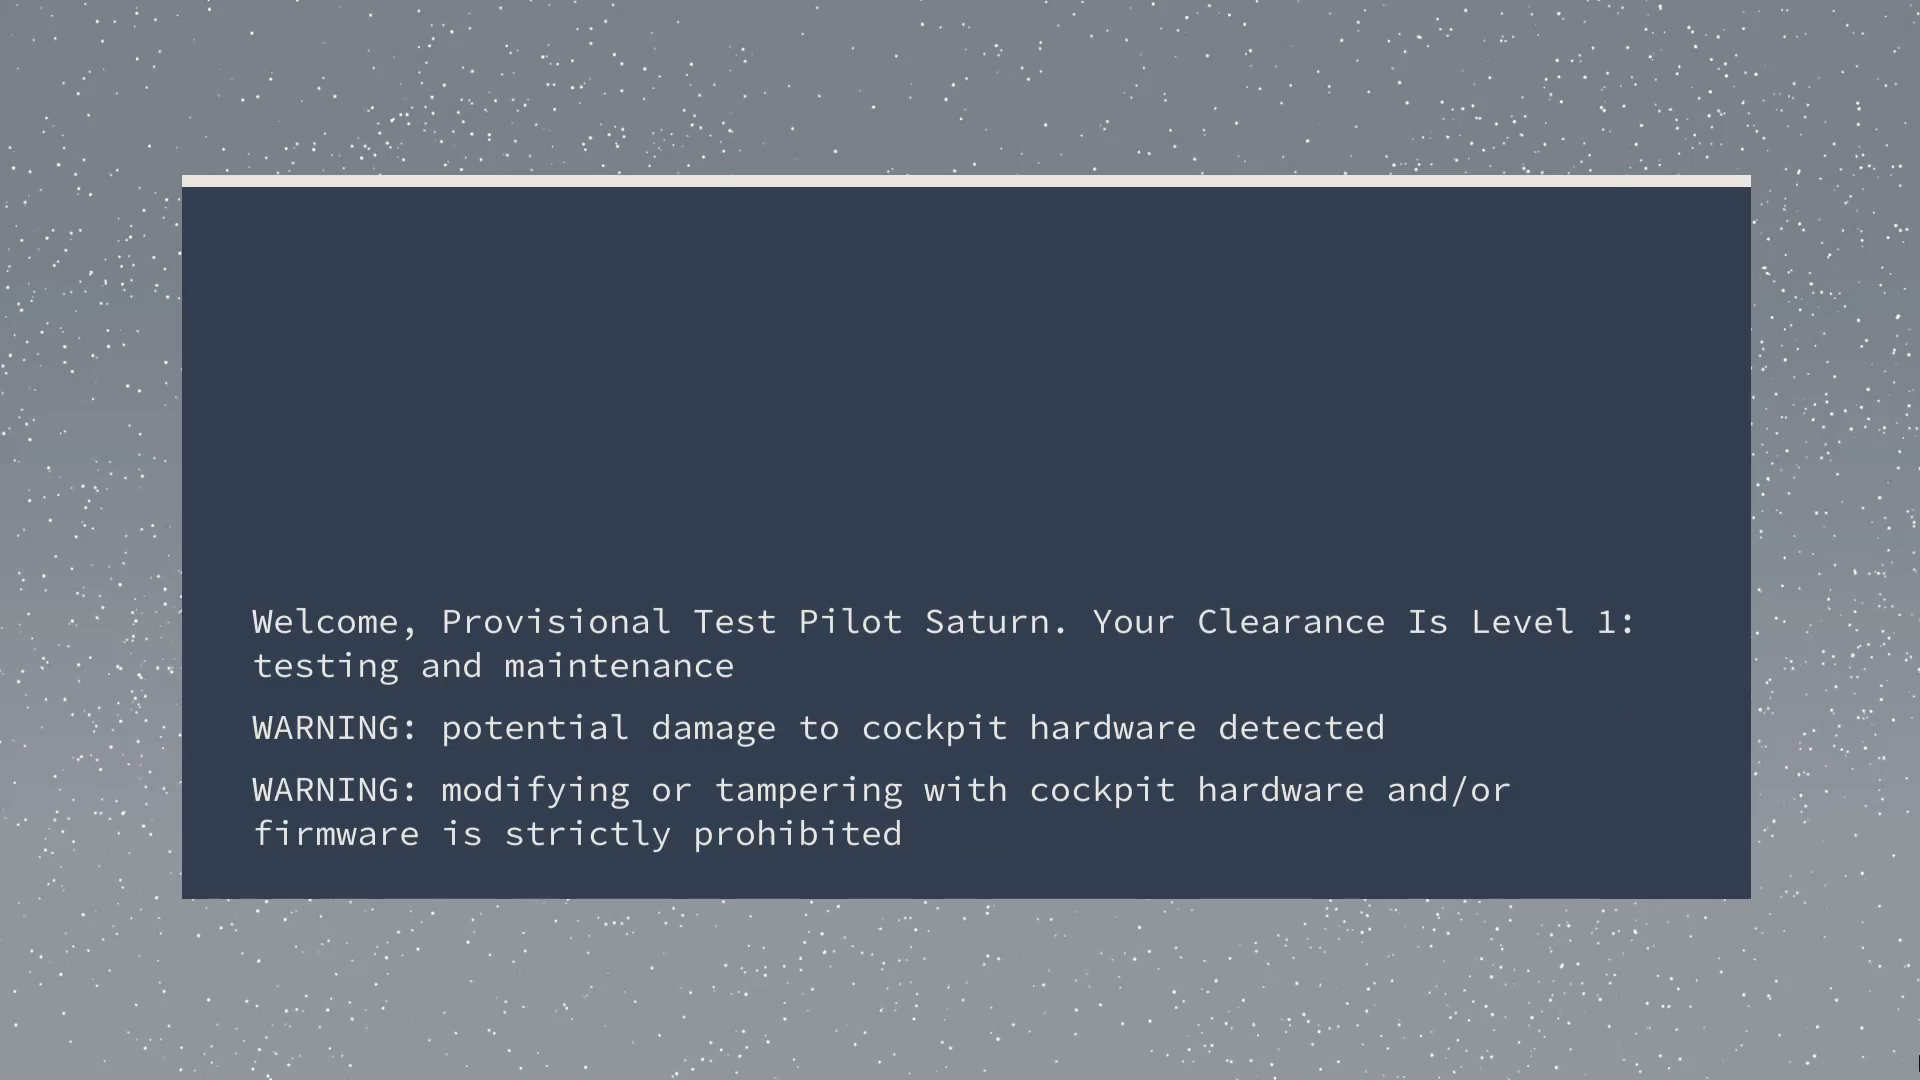 Welcome, Provisional Test Pilot Saturn. Your Clearance Is Level 1:
testing and maintenance
WARNING: potential damage to cockpit hardware detected
WARNING: modifying or tampering with cockpit hardware and/or
firmware is strictly prohibited